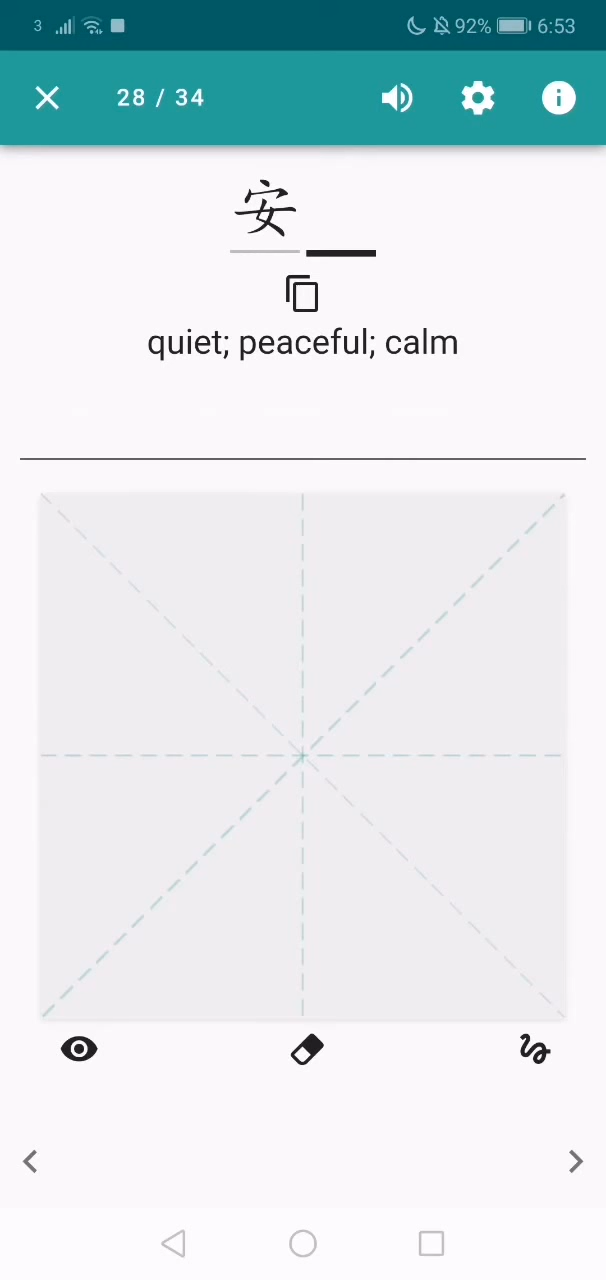 3 92% 6:53
28 / 34
安
quiet; peaceful; calm